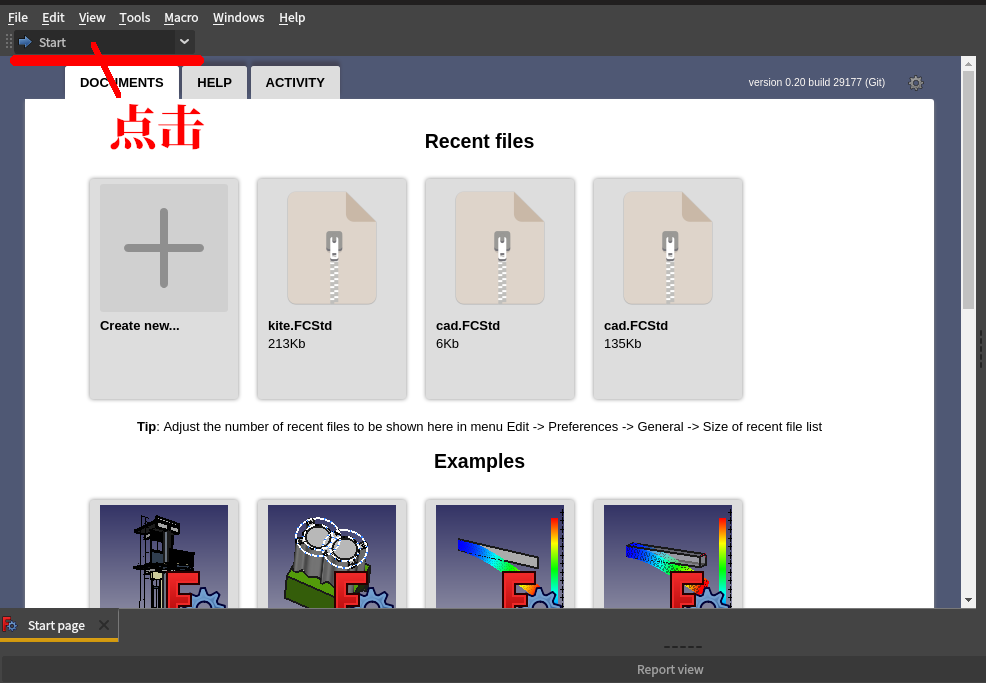 File Edit View Tools Macro Windows Help
Start
DOCUMENTS HELP ACTIVITY version 0.20 build 29177 (Git)
点击
Recent files
Create new... kite.FCStd cad.FCStd cad.FCStd
213Kb 6Kb 135Kb
Tip: Adjust the number of recent files to be shown here in menu Edit -> Preferences -> General -> Size of recent file list
Examples
Start page
Report view